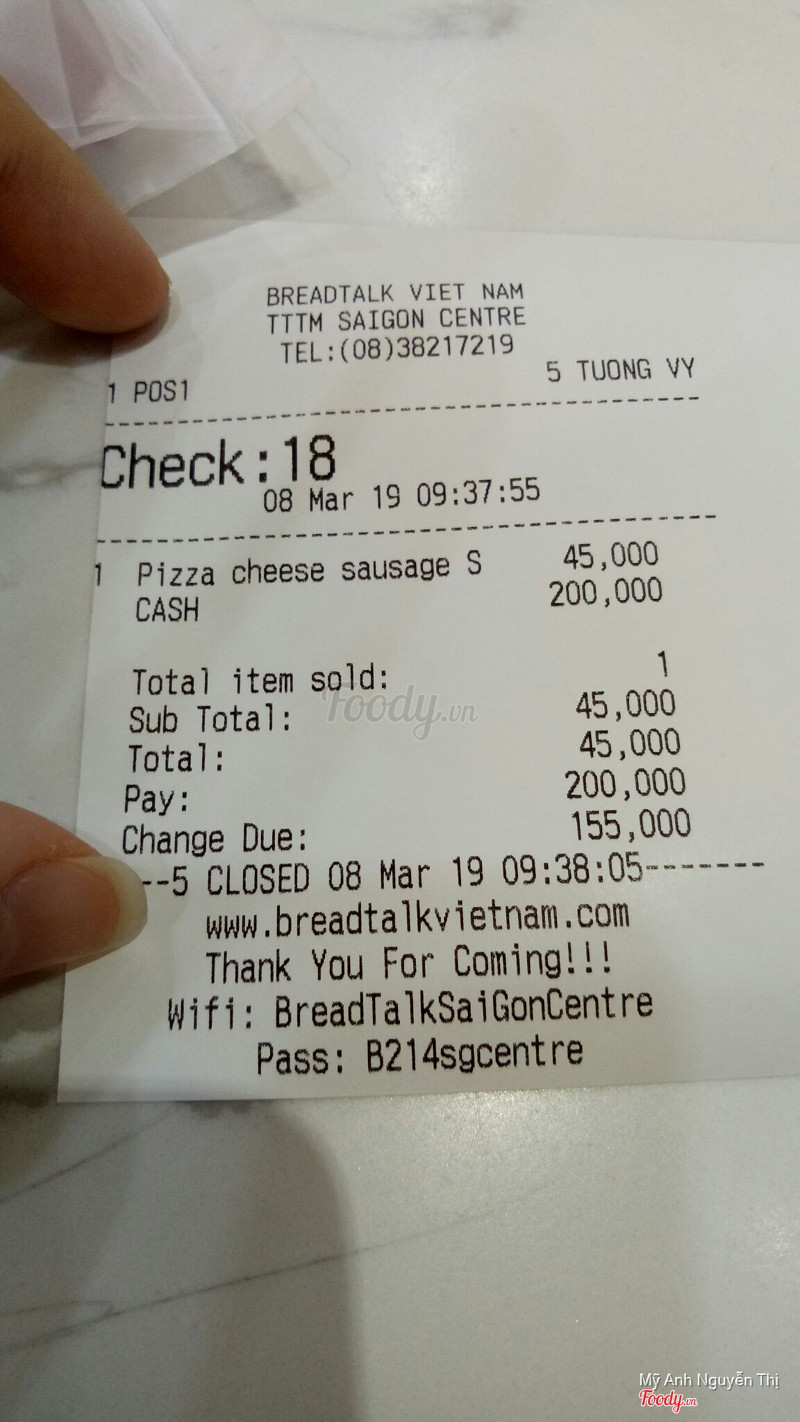 BREADTALK VIET NAM
TTTM SAIGON CENTRE
TEL:(08)38217219
1 POS1 5 TUONG VY
Check:18
08 Mar 19 09:37:55
1 Pizza cheese sausage S 45,000
CASH 200,000
Total item sold: 1
Sub Total: 45,000
Total: 45,000
Pay: 200,000
Change Due: 155,000
--5 CLOSED 08 Mar 19 09:38:05-------
www.breadtalkvietnam.com
Thank You For Coming!!!
Wifi: BreadTalkSaiGonCentre
Pass: B214sgcentre
Foody.vn
Mỹ Anh Nguyễn Thị
Foody.vn